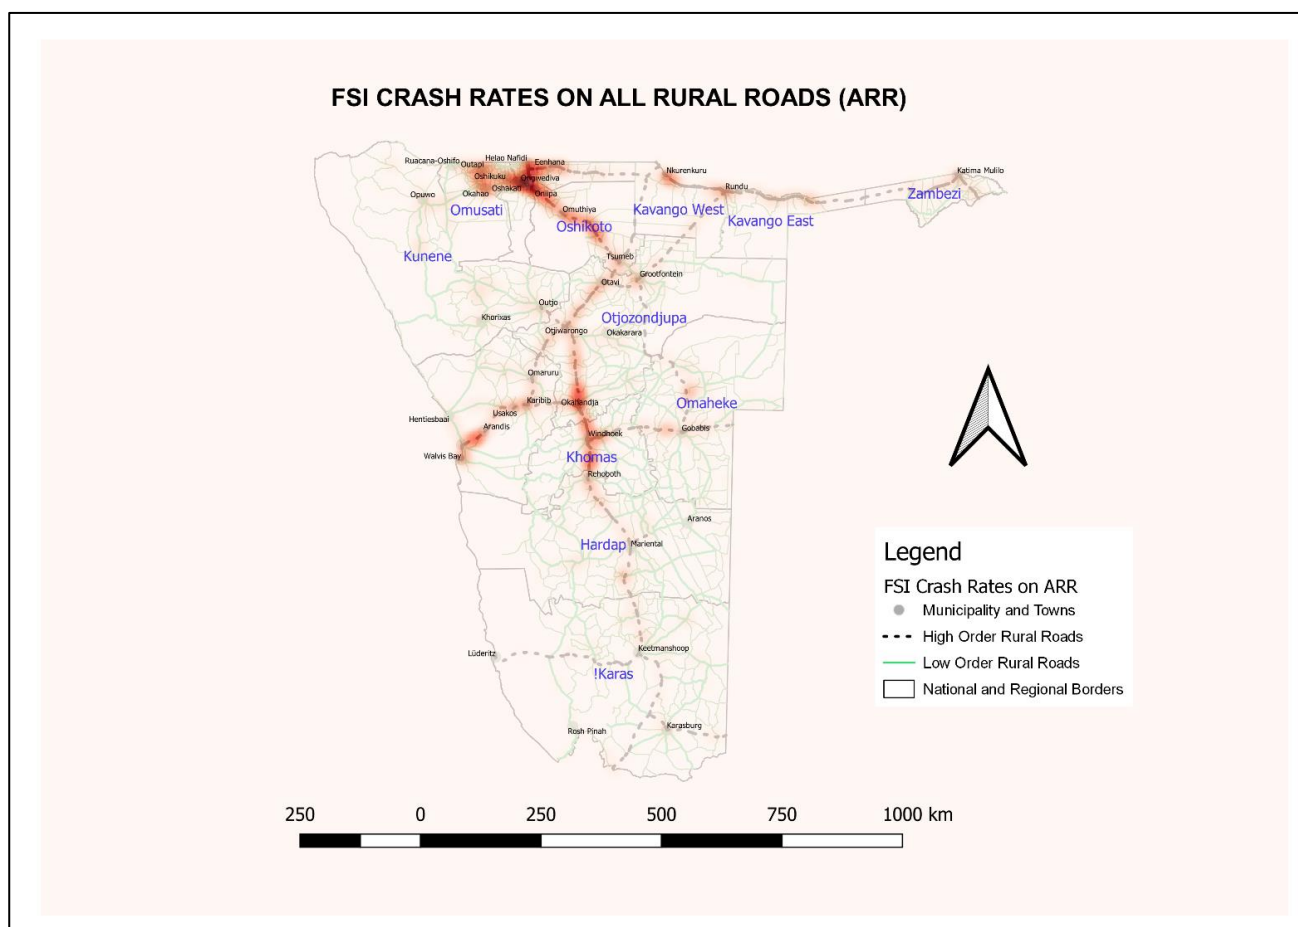 FSI CRASH RATES ON ALL RURAL ROADS (ARR)
Ruacana-Oshifo
Outapi
Helao Nafidi
Eenhana
Oshikuku
Ongwediva
Opuwo
Okahao
Oshakati
Oniipa
Omusati
Omuthiya
Oshikoto
Nkurenkuru
Rundu
Katima Mulilo
Zambezi
Kavango West
Kavango East
Kunene
Tsumeb
Grootfontein
Otavi
Outjo
Khorixas
Otjozondjupa
Otjiwarongo
Okakarara
Omaruru
Karibib
Okahandja
Omaheke
Usakos
Hentiesbaai
Arandis
Windhoek
Gobabis
Walvis Bay
Khomas
Rehoboth
Aranos
Hardap
Mariental
Lüderitz
Keetmanshoop
!Karas
Rosh Pinah
Karasburg
Legend
FSI Crash Rates on ARR
Municipality and Towns
High Order Rural Roads
Low Order Rural Roads
National and Regional Borders
250 0 250 500 750 1000 km